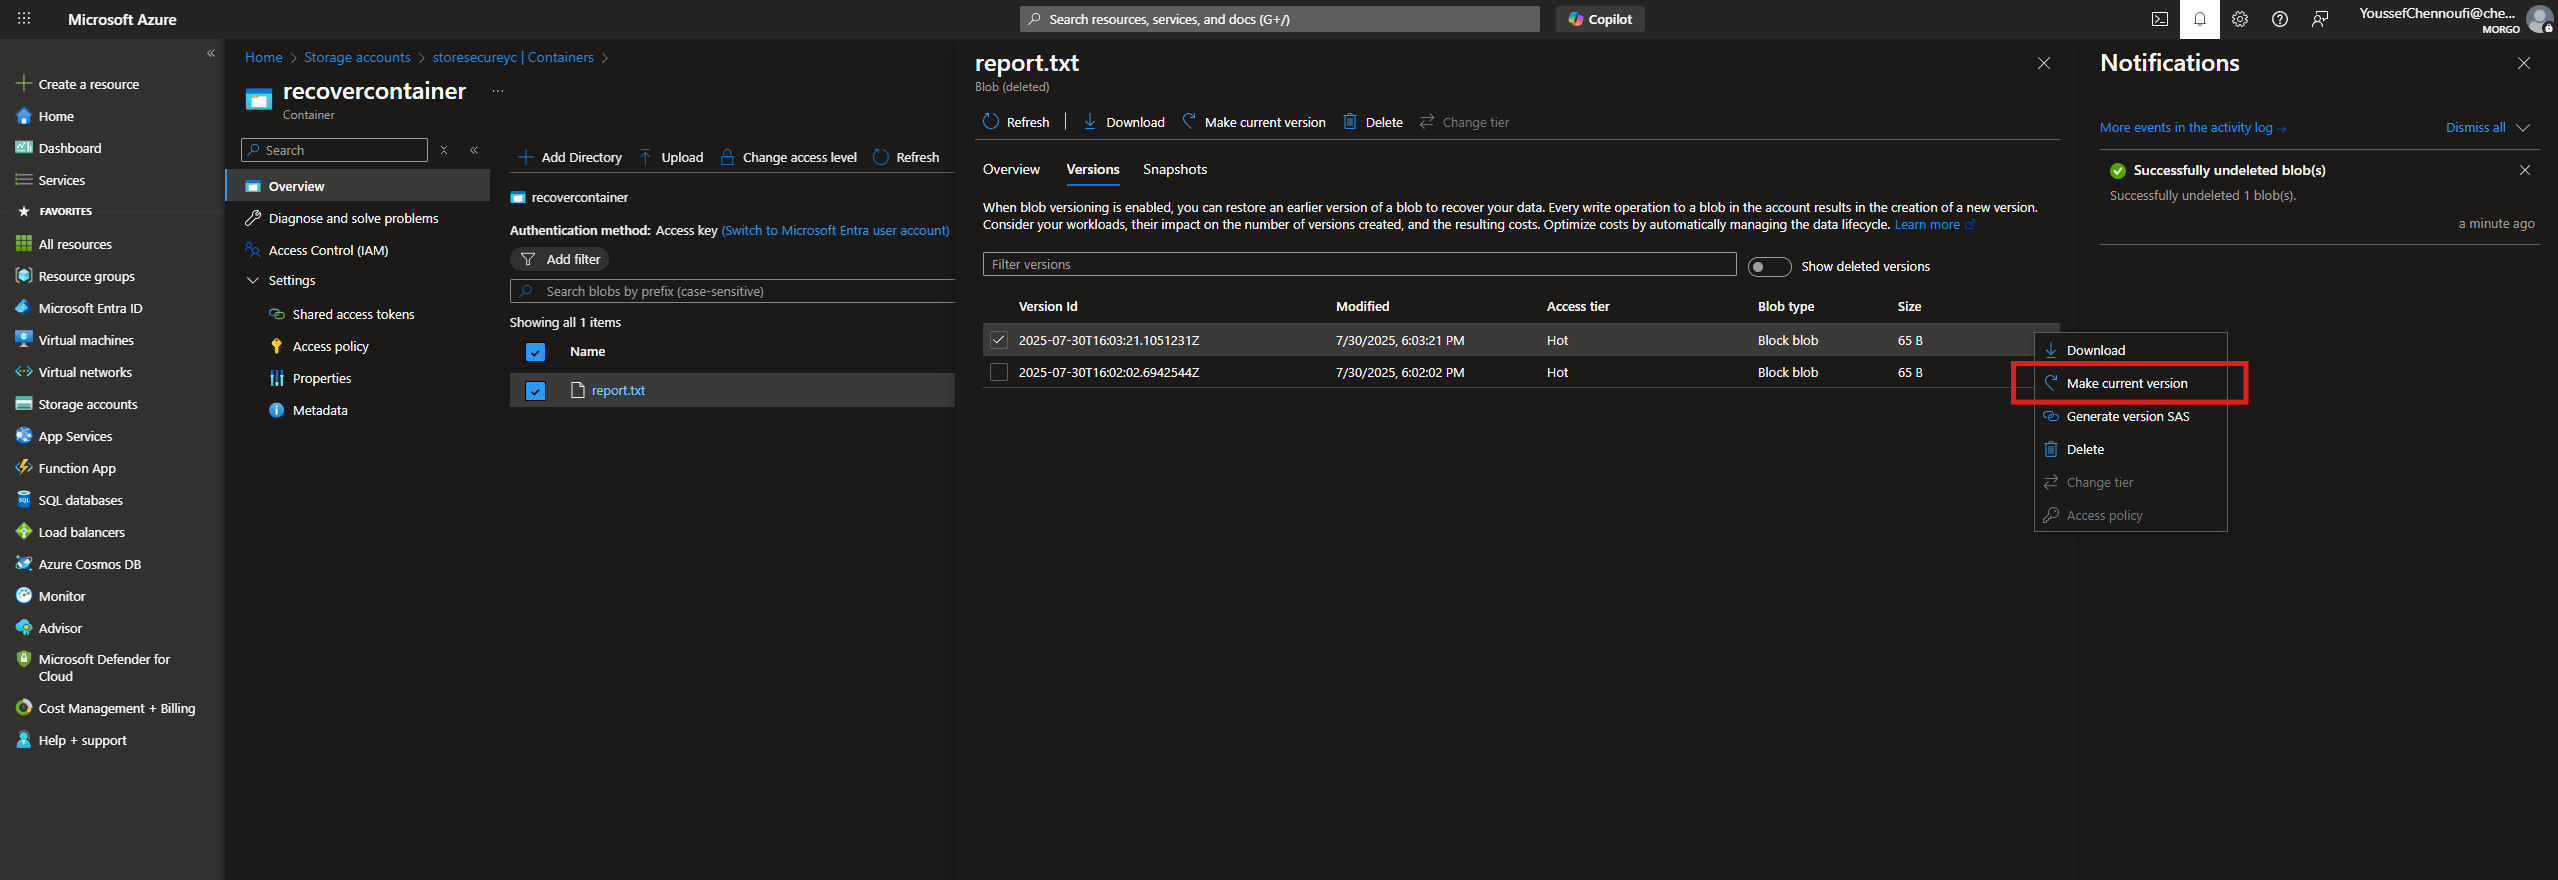 Microsoft Azure
Search resources, services, and docs (G+/)
Copilot
YoussefChennoufi@che...
MORGO
Create a resource
Home
Dashboard
Services
FAVORITES
All resources
Resource groups
Microsoft Entra ID
Virtual machines
Virtual networks
Storage accounts
App Services
Function App
SQL databases
Load balancers
Azure Cosmos DB
Monitor
Advisor
Microsoft Defender for
Cloud
Cost Management + Billing
Help + support
Home > Storage accounts > storesecureyc | Containers >
recovercontainer ...
Container
Search
Overview
Diagnose and solve problems
Access Control (IAM)
Settings
Shared access tokens
Access policy
Properties
Metadata
Add Directory Upload Change access level Refresh
recovercontainer
Authentication method: Access key (Switch to Microsoft Entra user account)
Add filter
Search blobs by prefix (case-sensitive)
Showing all 1 items
Name
report.txt
report.txt
Blob (deleted)
Refresh | Download Make current version Delete Change tier
Overview Versions Snapshots
When blob versioning is enabled, you can restore an earlier version of a blob to recover your data. Every write operation to a blob in the account results in the creation of a new version.
Consider your workloads, their impact on the number of versions created, and the resulting costs. Optimize costs by automatically managing the data lifecycle. Learn more
Filter versions
Show deleted versions
Version Id Modified Access tier Blob type Size
2025-07-30T16:03:21.1051231Z 7/30/2025, 6:03:21 PM Hot Block blob 65 B
2025-07-30T16:02:02.6942544Z 7/30/2025, 6:02:02 PM Hot Block blob 65 B
Download
Make current version
Generate version SAS
Delete
Change tier
Access policy
Notifications
More events in the activity log → Dismiss all
Successfully undeleted blob(s)
Successfully undeleted 1 blob(s).
a minute ago